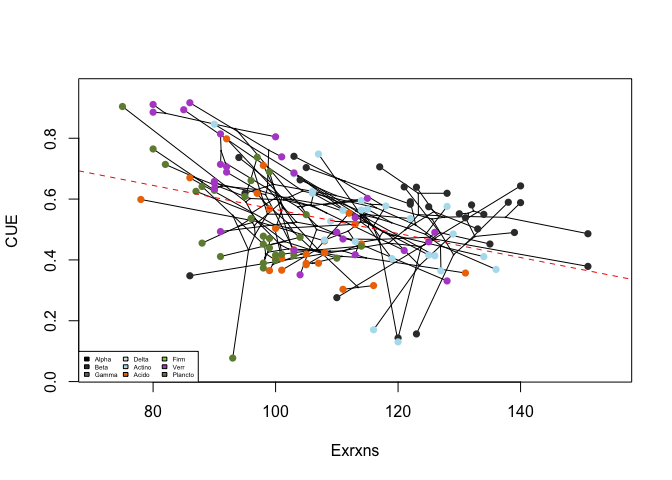 CUE
0.8
0.6
0.4
0.2
0.0
Alpha Delta Firm
Beta Actino Verr
Gamma Acido Plancto
80 100 120 140
Exrxns